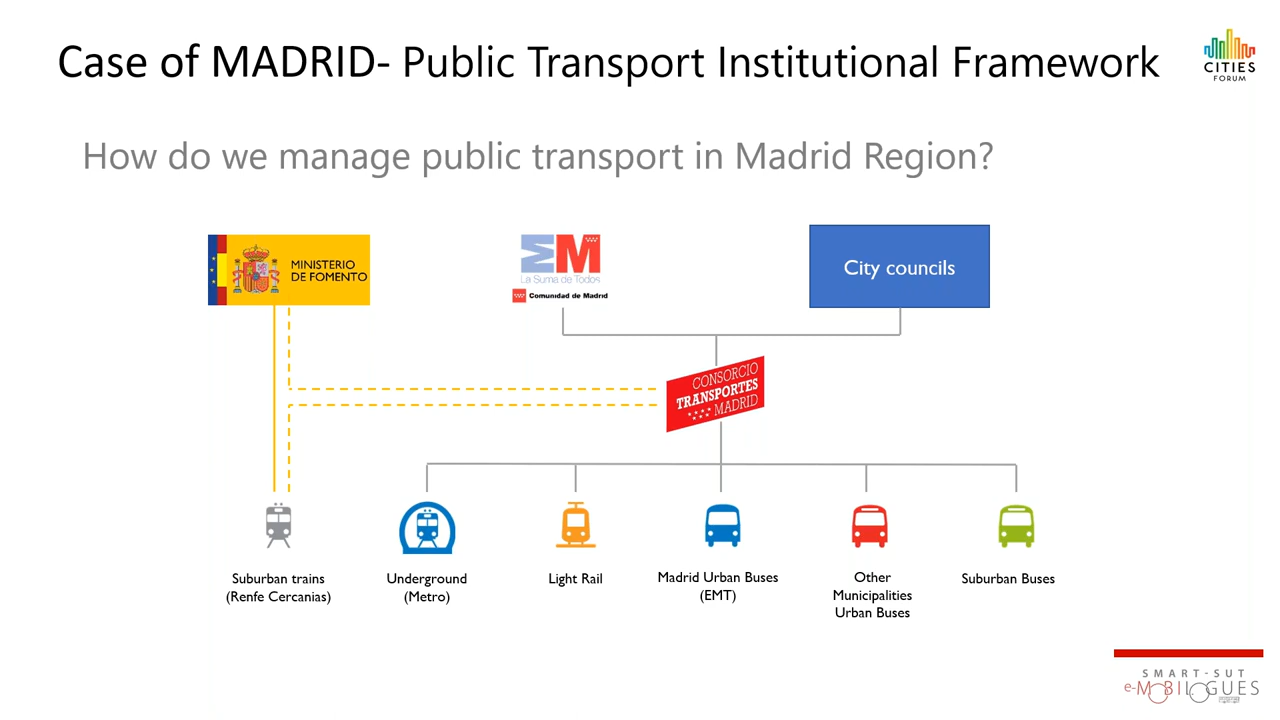 Case of MADRID- Public Transport Institutional Framework
CITIES
FORUM
How do we manage public transport in Madrid Region?
MINISTERIO
DE FOMENTO
EM
La Suma de Todos
Comunidad de Madrid
City councils
CONSORCIO
TRANSPORTES
MADRID
Suburban trains
(Renfe Cercanias)
Underground
(Metro)
Light Rail
Madrid Urban Buses
(EMT)
Other
Municipalities
Urban Buses
Suburban Buses
SMART-SUT
e-MOBILOGUES